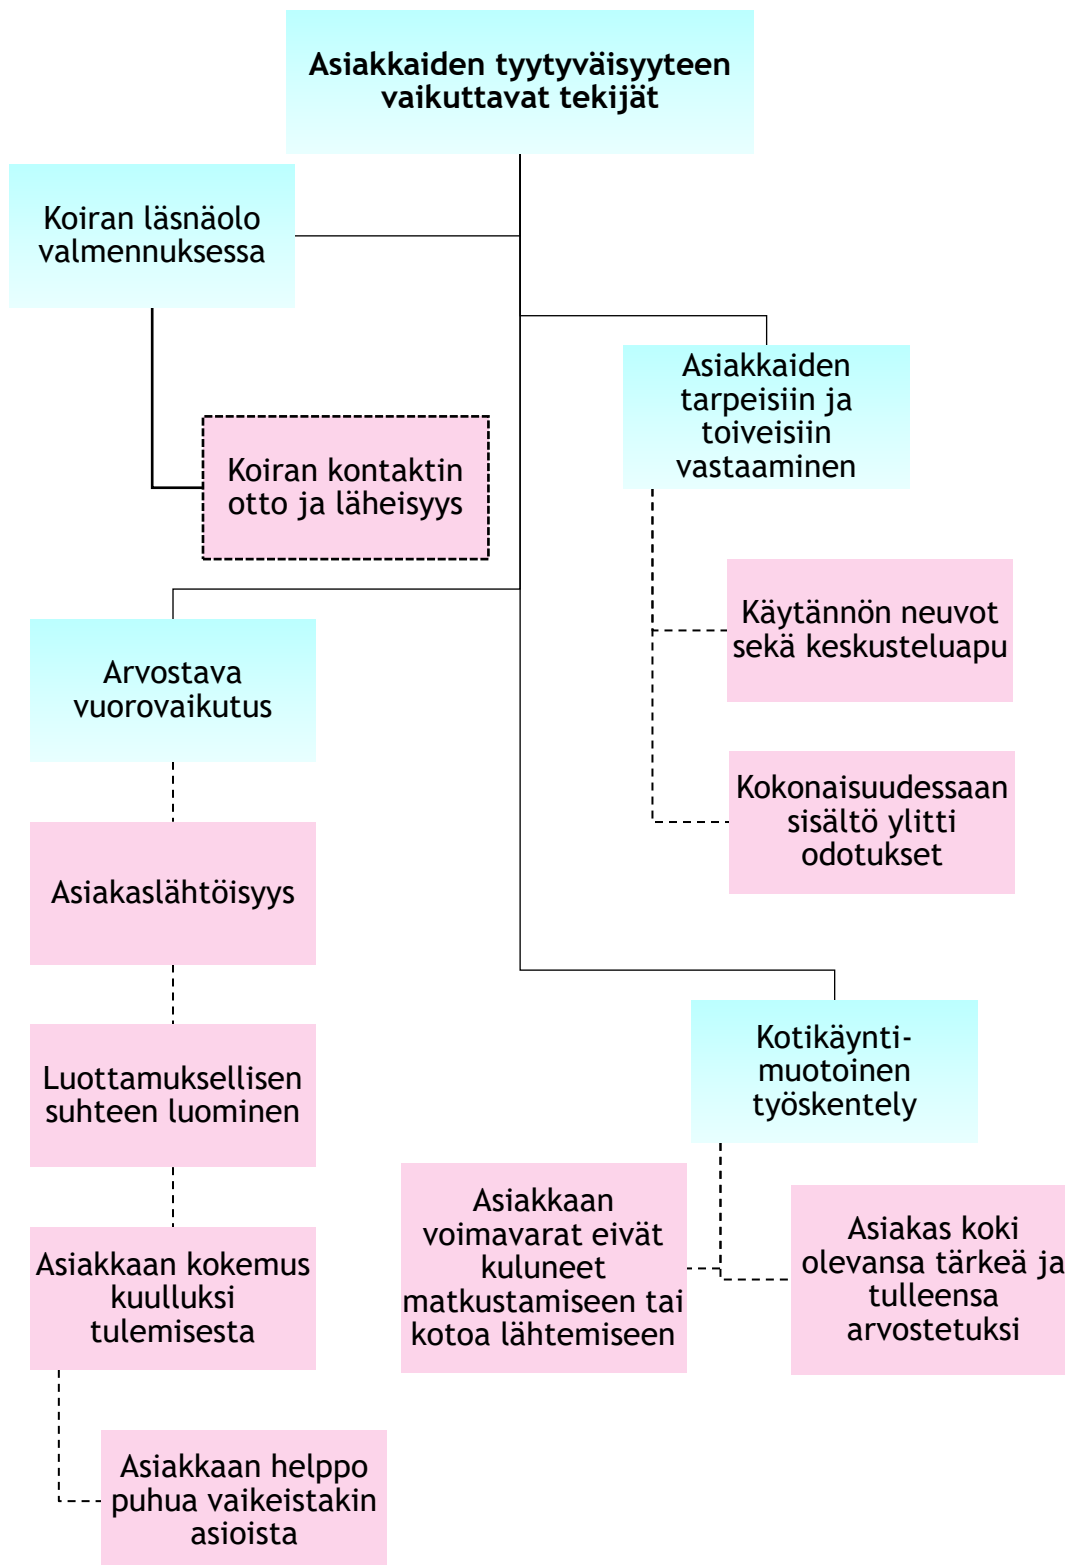 Asiakkaiden tyytyväisyyteen
vaikuttavat tekijät
Koiran läsnäolo
valmennuksessa
Koiran kontaktin
otto ja läheisyys
Asiakkaiden
tarpeisiin ja
toiveisiin
vastaaminen
Käytännön neuvot
sekä keskusteluapu
Kokonaisuudessaan
sisältö ylitti
odotukset
Arvostava
vuorovaikutus
Asiakaslähtöisyys
Luottamuksellisen
suhteen luominen
Asiakkaan kokemus
kuulluksi
tulemisesta
Asiakkaan helppo
puhua vaikeistakin
asioista
Kotikäynti-
muotoinen
työskentely
Asiakkaan
voimavarat eivät
kuluneet
matkustamiseen tai
kotoa lähtemiseen
Asiakas koki
olevansa tärkeä ja
tulleensa
arvostetuksi